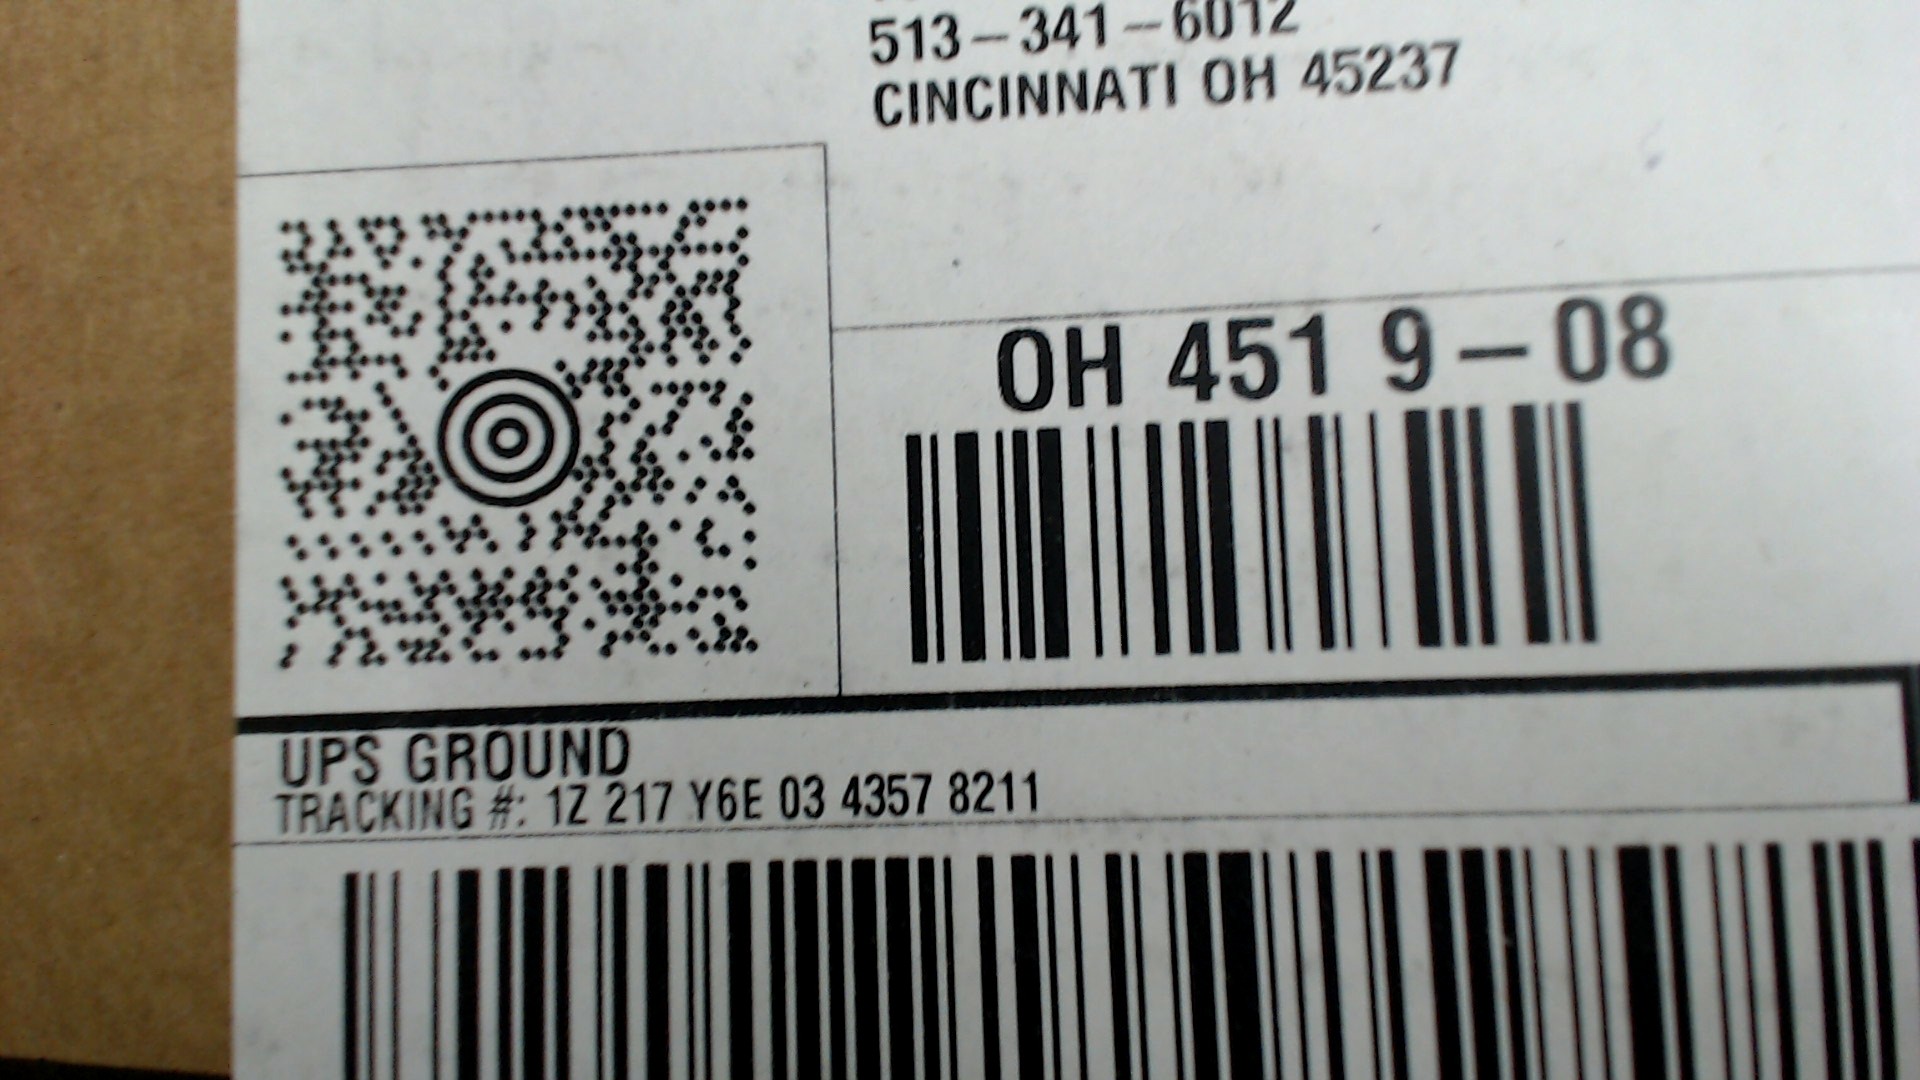 513-341-6012
CINCINNATI OH 45237
OH 451 9-08
UPS GROUND
TRACKING #: 1Z 217 Y6E 03 4357 8211